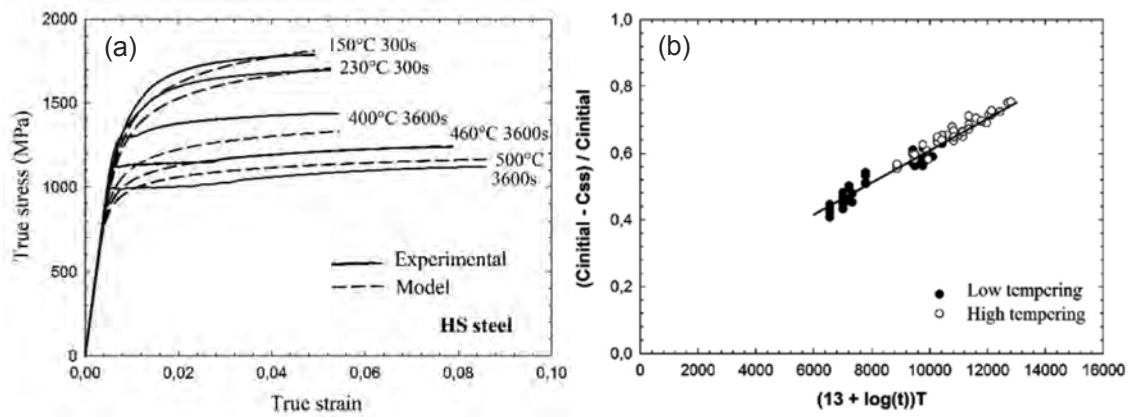 (a)
2000
1500
1000
500
0
0,00
0,02
0,04
0,06
0,08
0,10
True stress (MPa)
True strain
150°C 300s
230°C 300s
400°C 3600s
460°C 3600s
500°C
3600s
Experimental
Model
HS steel
(b)
1,0
0,8
0,6
0,4
0,2
0,0
0
2000
4000
6000
8000
10000
12000
14000
16000
(Cinitial - Css) / Cinitial
(13 + log(t))T
Low tempering
High tempering